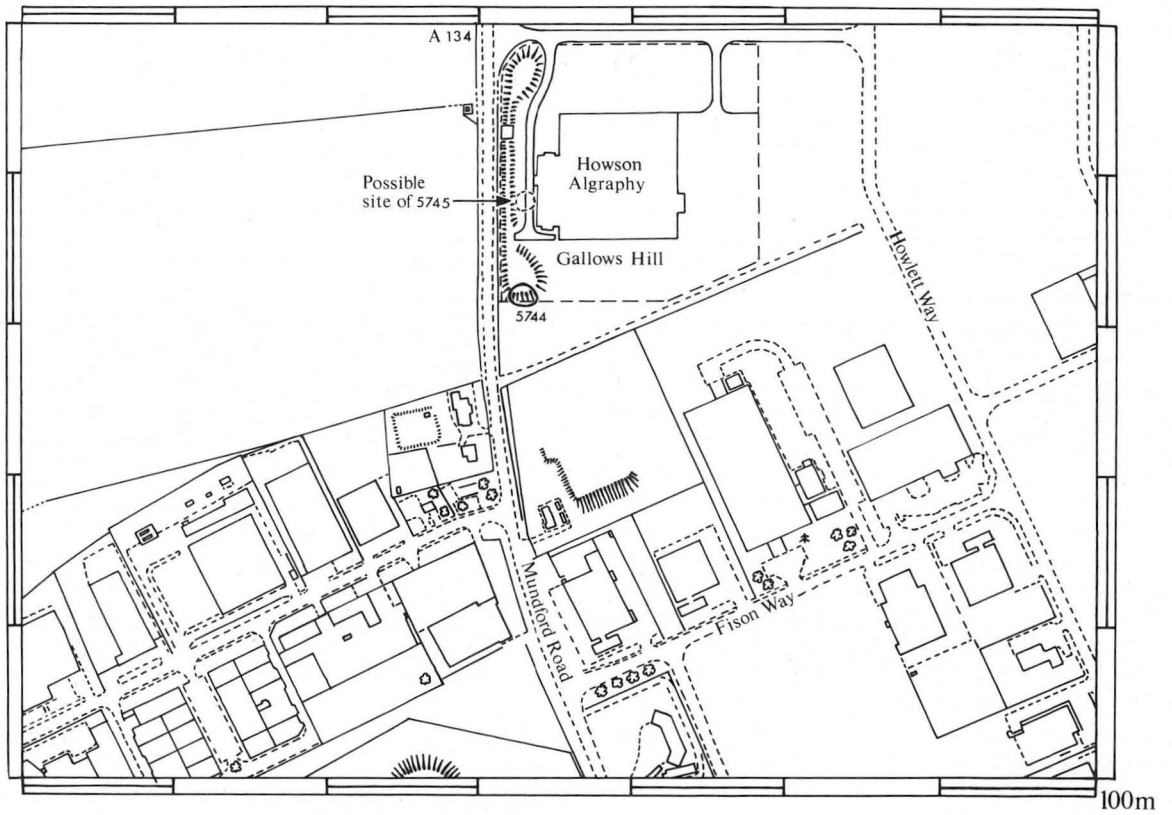 A 134
Howson
Algraphy
Possible
site of 5745
Gallows Hill
5744
Howlett Way
Mundford Road
Fison Way
100m